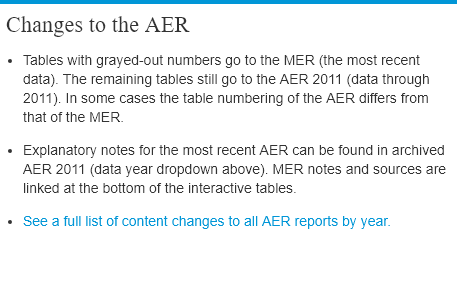 Changes to the AER
• Tables with grayed-out numbers go to the MER (the most recent
data). The remaining tables still go to the AER 2011 (data through
2011). In some cases the table numbering of the AER differs from
that of the MER.
• Explanatory notes for the most recent AER can be found in archived
AER 2011 (data year dropdown above). MER notes and sources are
linked at the bottom of the interactive tables.
• See a full list of content changes to all AER reports by year.